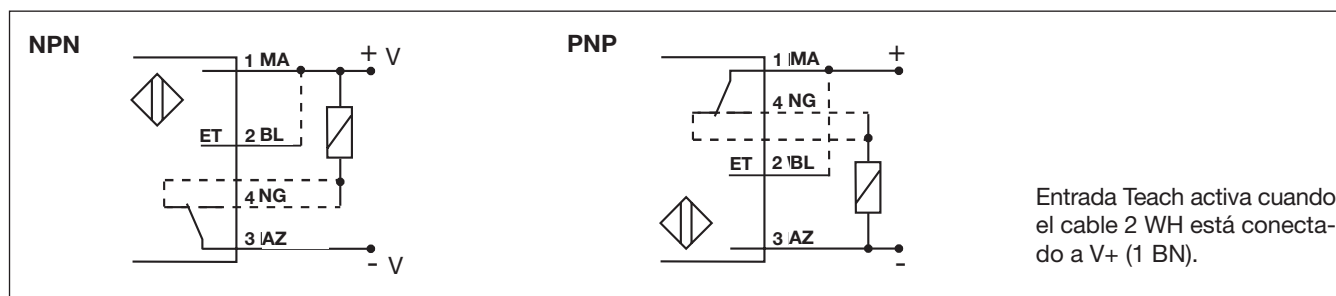 NPN
1 MA
+ V
ET 2 BL
4 NG
3 AZ
- V
PNP
1 MA
+
4 NG
ET 2 BL
3 AZ
-
Entrada Teach activa cuando
el cable 2 WH está conecta-
do a V+ (1 BN).